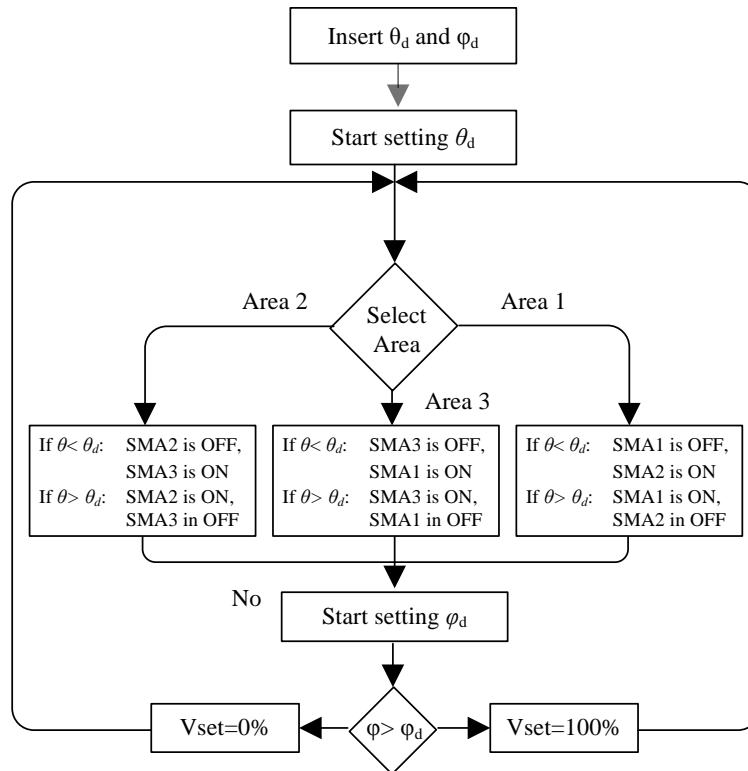 Insert θd and φd
Start setting θd
Area 2
Area 1
Select
Area
Area 3
If θ< θd: SMA2 is OFF,
SMA3 is ON
If θ> θd: SMA2 is ON,
SMA3 in OFF
If θ< θd: SMA3 is OFF,
SMA1 is ON
If θ> θd: SMA3 is ON,
SMA1 in OFF
If θ< θd: SMA1 is OFF,
SMA2 is ON
If θ> θd: SMA1 is ON,
SMA2 in OFF
No
Start setting φd
Vset=0%
φ> φd
Vset=100%